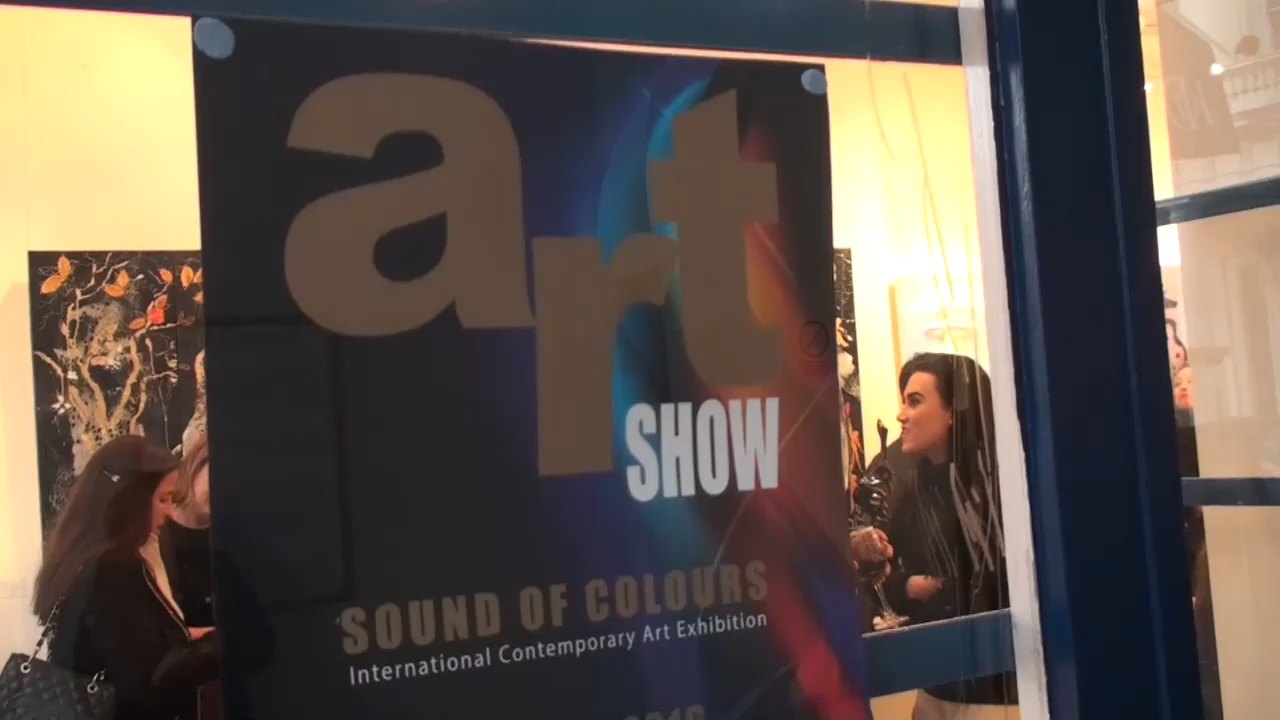 art
SHOW
SOUND OF COLOURS
International Contemporary Art Exhibition